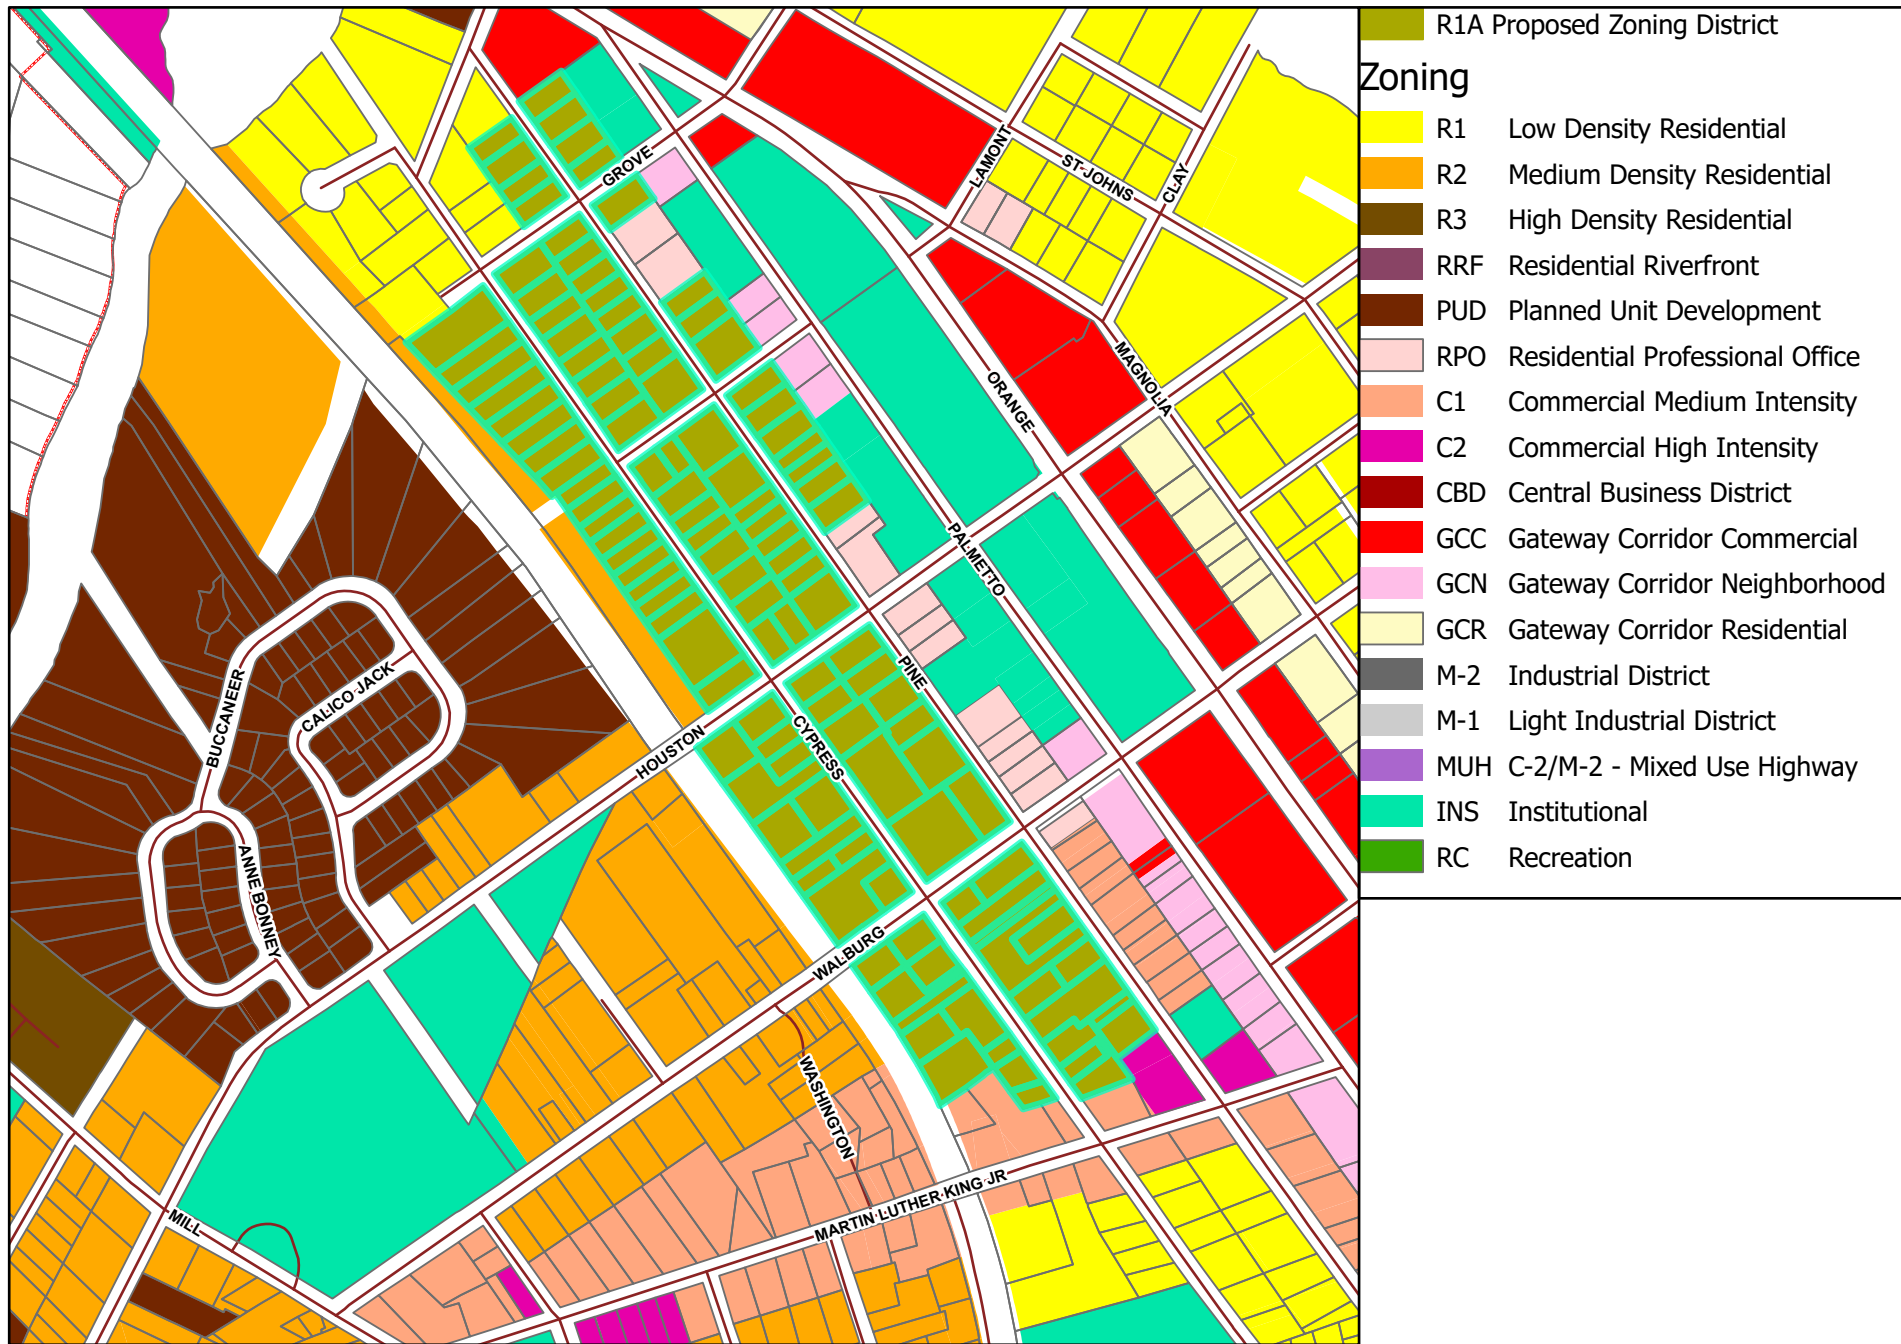 R1A Proposed Zoning District
Zoning
R1 Low Density Residential
R2 Medium Density Residential
R3 High Density Residential
RRF Residential Riverfront
PUD Planned Unit Development
RPO Residential Professional Office
C1 Commercial Medium Intensity
C2 Commercial High Intensity
CBD Central Business District
GCC Gateway Corridor Commercial
GCN Gateway Corridor Neighborhood
GCR Gateway Corridor Residential
M-2 Industrial District
M-1 Light Industrial District
MUH C-2/M-2 - Mixed Use Highway
INS Institutional
RC Recreation
GROVE
LAMONT
ST-JOHNS
CLAY
MAGNOLIA
ORANGE
PALMETTO
PINE
CYPRESS
HOUSTON
BUCCANEER
CALICO JACK
ANNE BONNEY
WALBURG
WASHINGTON
MARTIN LUTHER KING JR
MILL